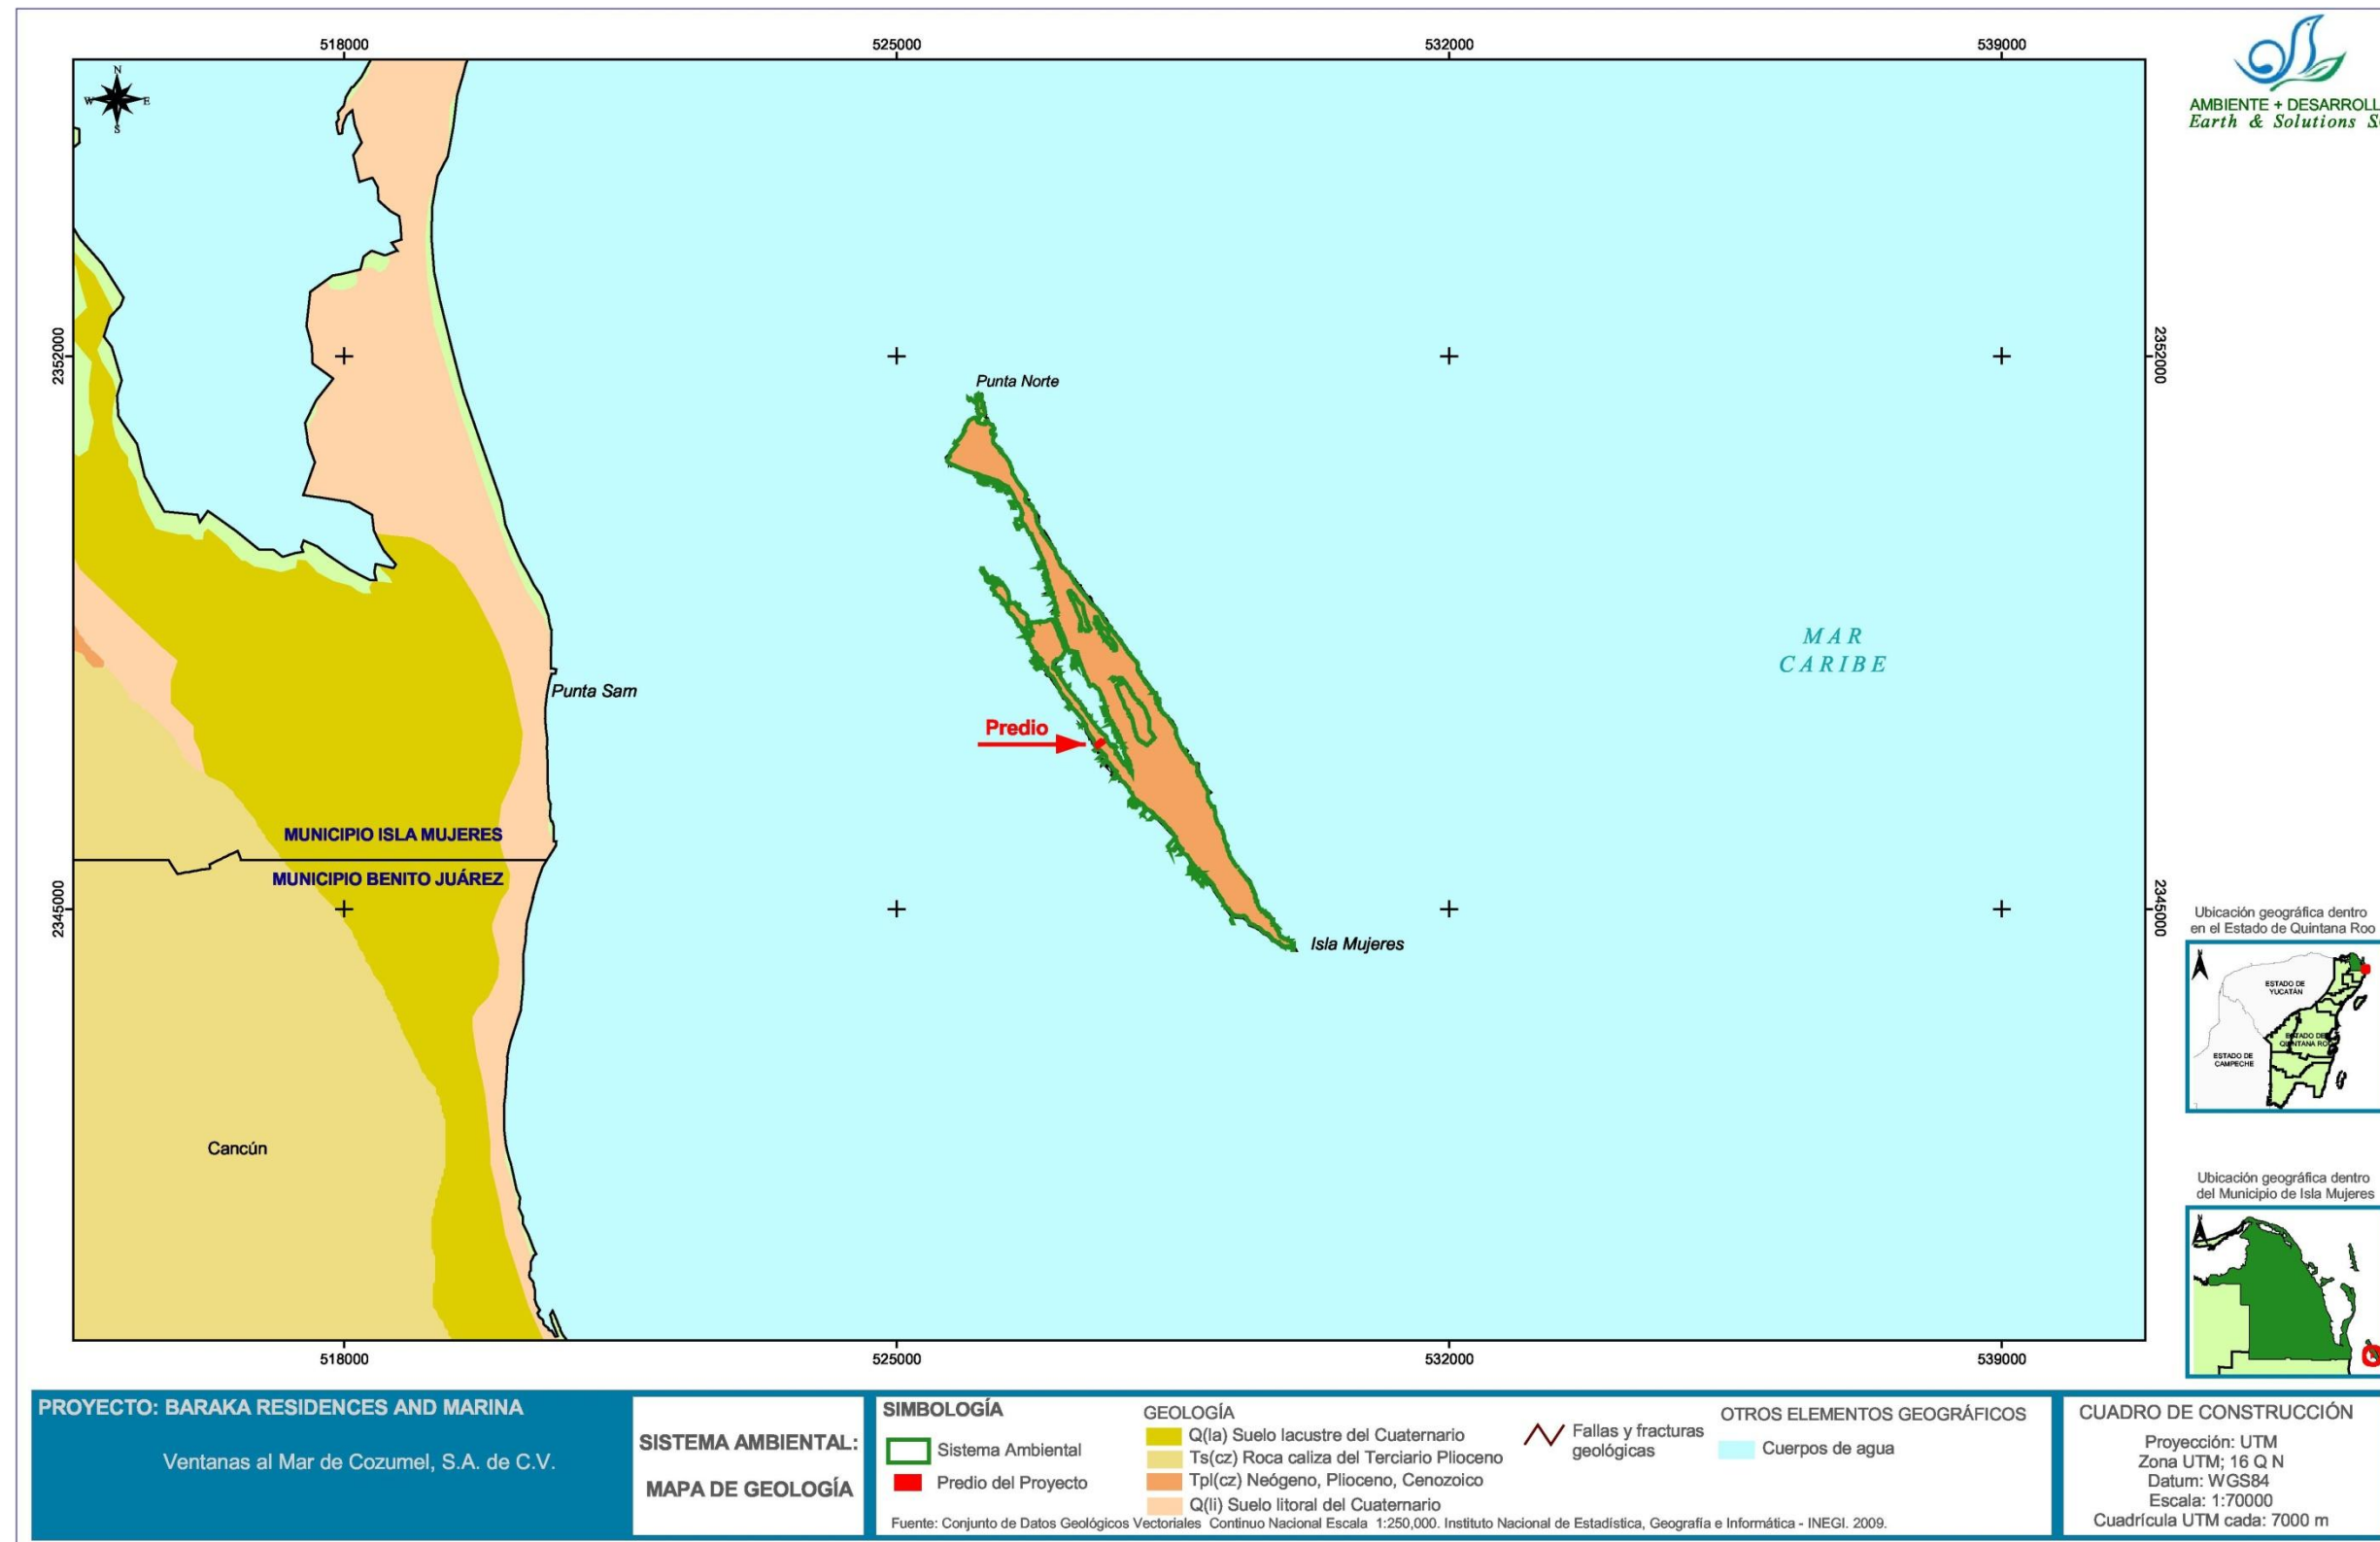 518000
525000
532000
539000
N
W
E
S
AMBIENTE + DESARROLL
Earth & Solutions S
2352000
2352000
Punta Norte
MAR
CARIBE
Punta Sam
Predio
MUNICIPIO ISLA MUJERES
MUNICIPIO BENITO JUÁREZ
2345000
2345000
Isla Mujeres
Cancún
Ubicación geográfica dentro
en el Estado de Quintana Roo
ESTADO DE
YUCATÁN
ESTADO DE
QUINTANA RO
ESTADO DE
CAMPECHE
Ubicación geográfica dentro
del Municipio de Isla Mujeres
518000
525000
532000
539000
PROYECTO: BARAKA RESIDENCES AND MARINA
Ventanas al Mar de Cozumel, S.A. de C.V.
SISTEMA AMBIENTAL:
MAPA DE GEOLOGÍA
SIMBOLOGÍA
Sistema Ambiental
Predio del Proyecto
GEOLOGÍA
Q(la) Suelo lacustre del Cuaternario
Ts(cz) Roca caliza del Terciario Plioceno
Tpl(cz) Neógeno, Plioceno, Cenozoico
Q(li) Suelo litoral del Cuaternario
Fallas y fracturas
geológicas
OTROS ELEMENTOS GEOGRÁFICOS
Cuerpos de agua
Fuente: Conjunto de Datos Geológicos Vectoriales Continuo Nacional Escala 1:250,000. Instituto Nacional de Estadística, Geografía e Informática - INEGI. 2009.
CUADRO DE CONSTRUCCIÓN
Proyección: UTM
Zona UTM; 16 Q N
Datum: WGS84
Escala: 1:70000
Cuadrícula UTM cada: 7000 m